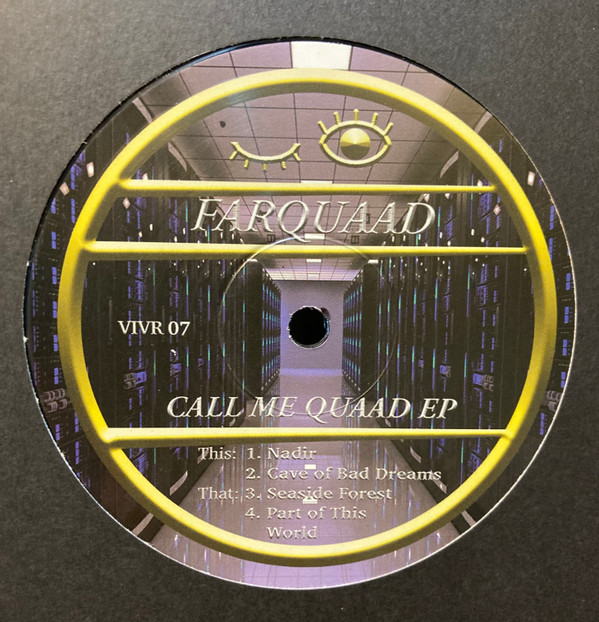 FARQUAAD
VIVR 07
CALL ME QUAAD EP
This: 1. Nadir
2. Cave of Bad Dreams
That: 3. Seaside Forest
4. Part of This
World